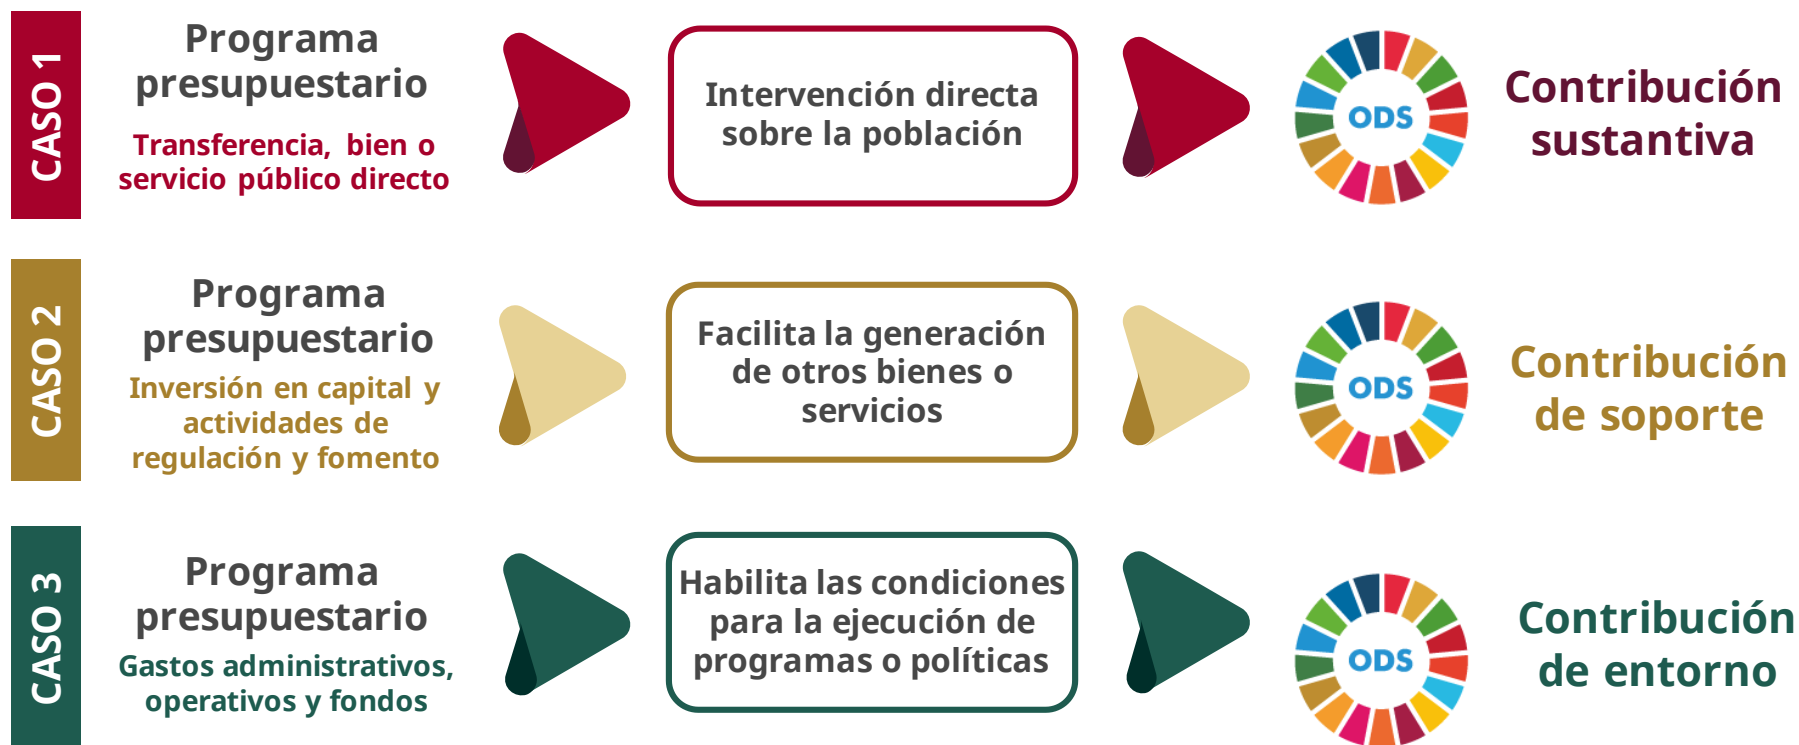 CASO 1
Programa
presupuestario
Transferencia, bien o
servicio público directo
Intervención directa
sobre la población
ODS
Contribución
sustantiva
CASO 2
Programa
presupuestario
Inversión en capital y
actividades de
regulación y fomento
Facilita la generación
de otros bienes o
servicios
ODS
Contribución
de soporte
CASO 3
Programa
presupuestario
Gastos administrativos,
operativos y fondos
Habilita las condiciones
para la ejecución de
programas o políticas
ODS
Contribución
de entorno